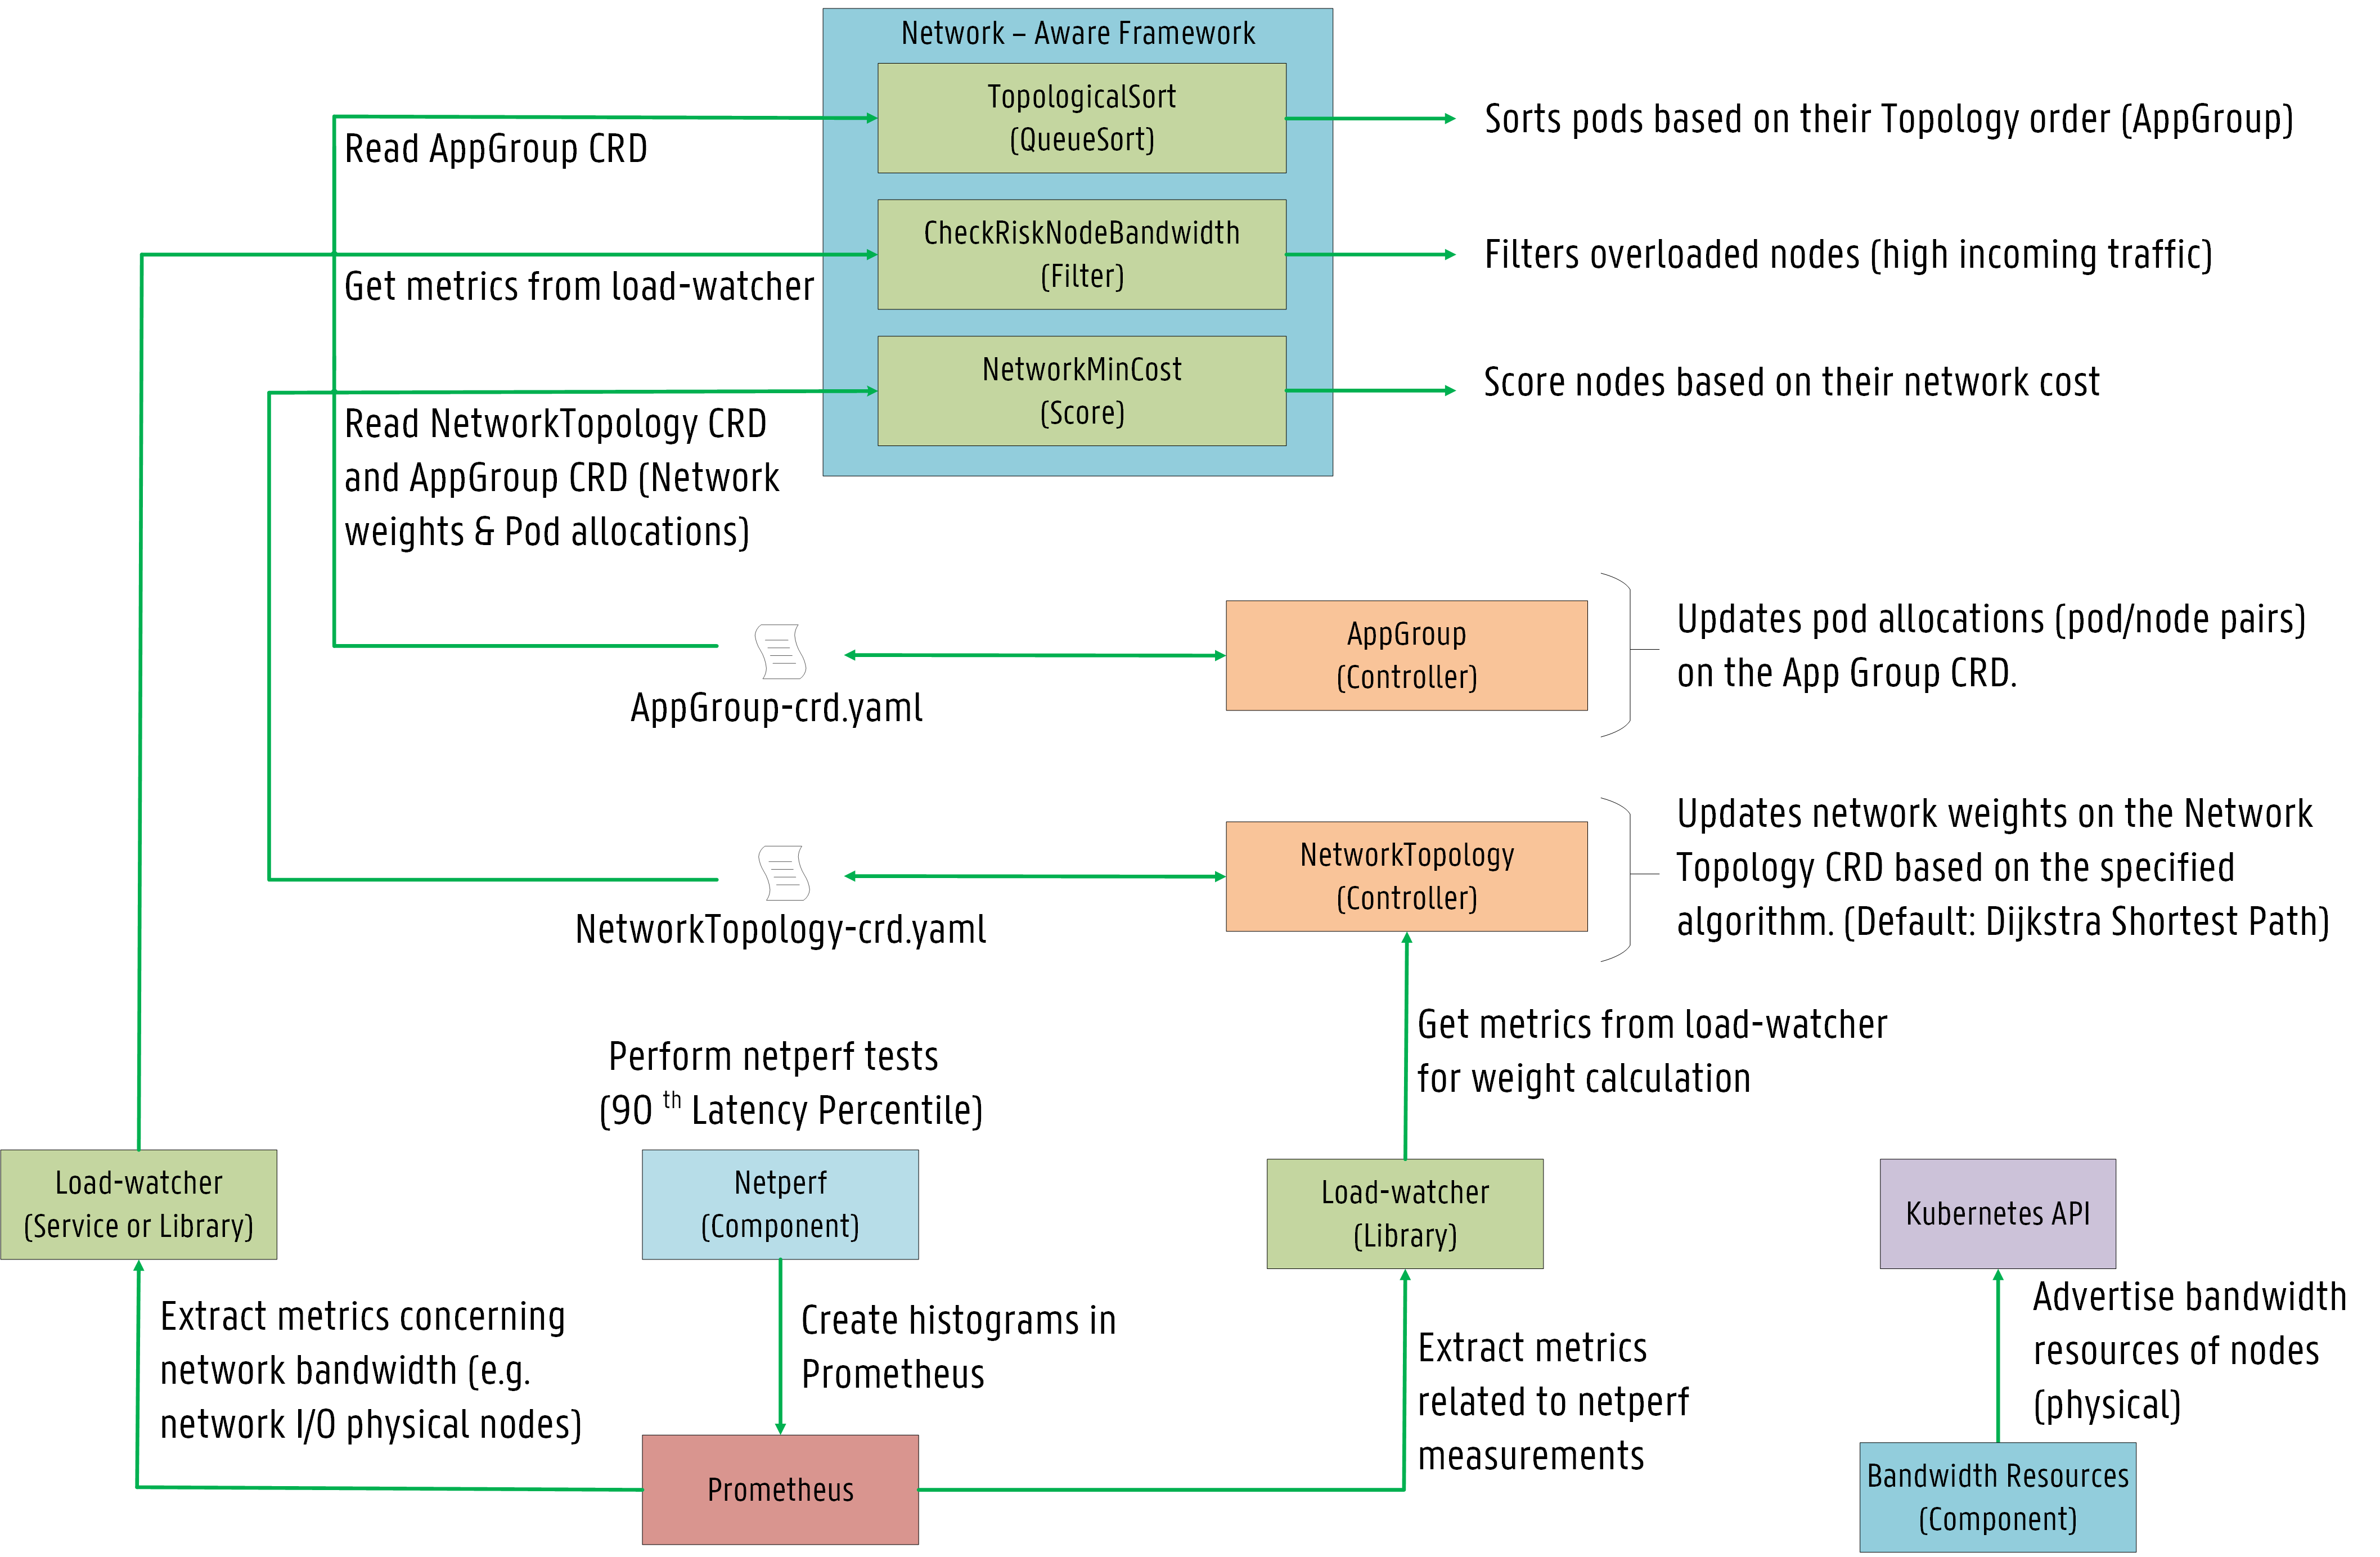 Network – Aware Framework
TopologicalSort
(QueueSort)
Sorts pods based on their Topology order (AppGroup)
Read AppGroup CRD
CheckRiskNodeBandwidth
(Filter)
Filters overloaded nodes (high incoming traffic)
Get metrics from load-watcher
NetworkMinCost
(Score)
Score nodes based on their network cost
Read NetworkTopology CRD
and AppGroup CRD (Network
weights & Pod allocations)
AppGroup-crd.yaml
AppGroup
(Controller)
Updates pod allocations (pod/node pairs)
on the App Group CRD.
NetworkTopology-crd.yaml
NetworkTopology
(Controller)
Updates network weights on the Network
Topology CRD based on the specified
algorithm. (Default: Dijkstra Shortest Path)
Get metrics from load-watcher
for weight calculation
Perform netperf tests
(90 th Latency Percentile)
Load-watcher
(Service or Library)
Netperf
(Component)
Load-watcher
(Library)
Kubernetes API
Extract metrics concerning
network bandwidth (e.g.
network I/O physical nodes)
Create histograms in
Prometheus
Extract metrics
related to netperf
measurements
Advertise bandwidth
resources of nodes
(physical)
Prometheus
Bandwidth Resources
(Component)